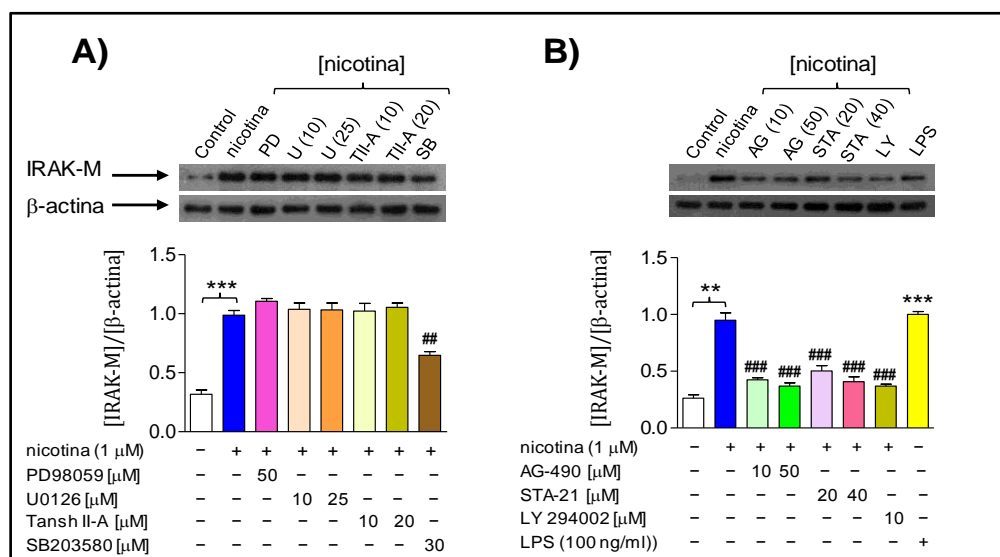 A)
[nicotina]
Control
nicotina
PD
U (10)
U (25)
TII-A (10)
TII-A (20)
SB
IRAK-M
β-actina
[IRAK-M]/[β-actina]
1.5
1.0
0.5
0.0
***
##
nicotina (1 μM) – + + + + + + +
PD98059 [μM] – – 50 – – – – –
U0126 [μM] – – – 10 25 – – –
Tansh II-A [μM] – – – – – 10 20 –
SB203580 [μM] – – – – – – – 30
B)
[nicotina]
Control
nicotina
AG (10)
AG (50)
STA (20)
STA (40)
LY
LPS
[IRAK-M]/[β-actina]
1.5
1.0
0.5
0.0
**
###
###
###
###
###
***
nicotina (1 μM) – + + + + + + –
AG-490 [μM] – – 10 50 – – – –
STA-21 [μM] – – – – 20 40 – –
LY 294002 [μM] – – – – – – 10 –
LPS (100 ng/ml)) – – – – – – – +